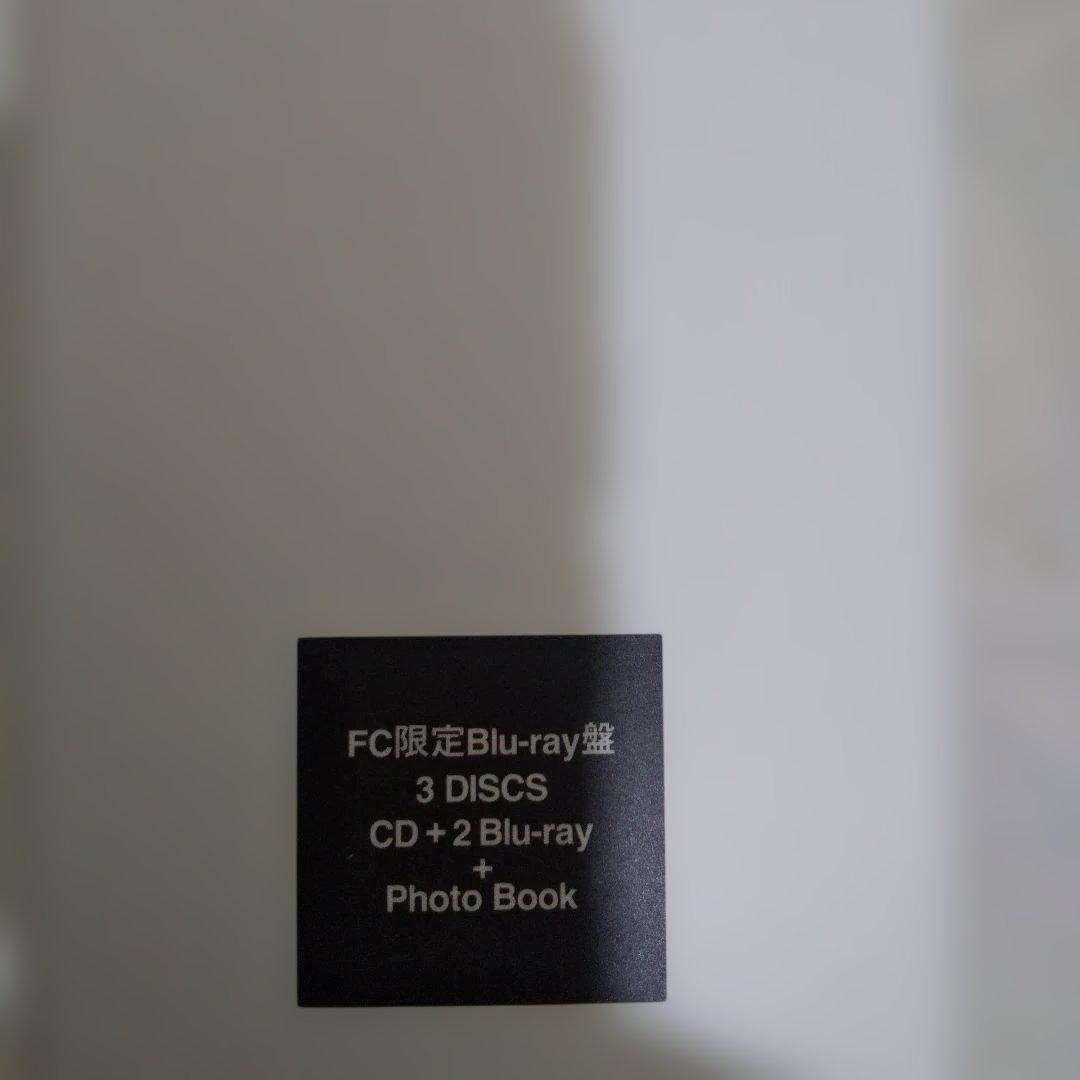 FC限定Blu-ray盤
3 DISCS
CD + 2 Blu-ray
+
Photo Book